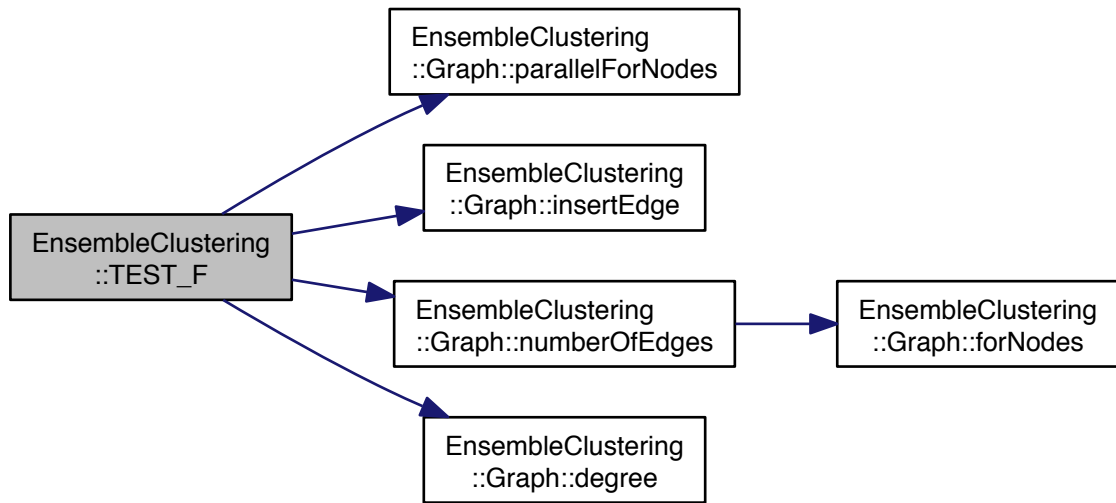 EnsembleClustering
::Graph::parallelForNodes
EnsembleClustering
::Graph::insertEdge
EnsembleClustering
::TEST_F
EnsembleClustering
::Graph::numberOfEdges
EnsembleClustering
::Graph::forNodes
EnsembleClustering
::Graph::degree